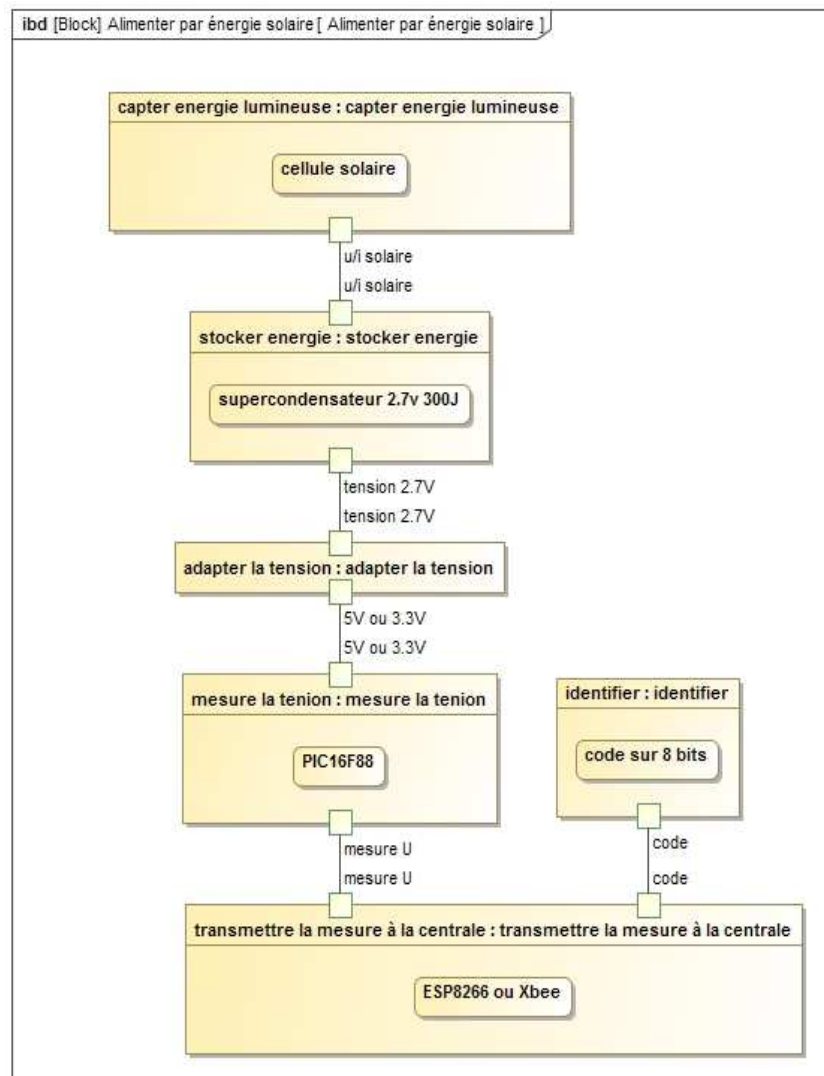 ibd [Block] Alimenter par énergie solaire [ Alimenter par énergie solaire ]
capter energie lumineuse : capter energie lumineuse
cellule solaire
u/i solaire
u/i solaire
stocker energie : stocker energie
supercondensateur 2.7v 300J
tension 2.7V
tension 2.7V
adapter la tension : adapter la tension
5V ou 3.3V
5V ou 3.3V
mesure la tenion : mesure la tenion
PIC16F88
identifier : identifier
code sur 8 bits
mesure U
mesure U
code
code
transmettre la mesure à la centrale : transmettre la mesure à la centrale
ESP8266 ou Xbee